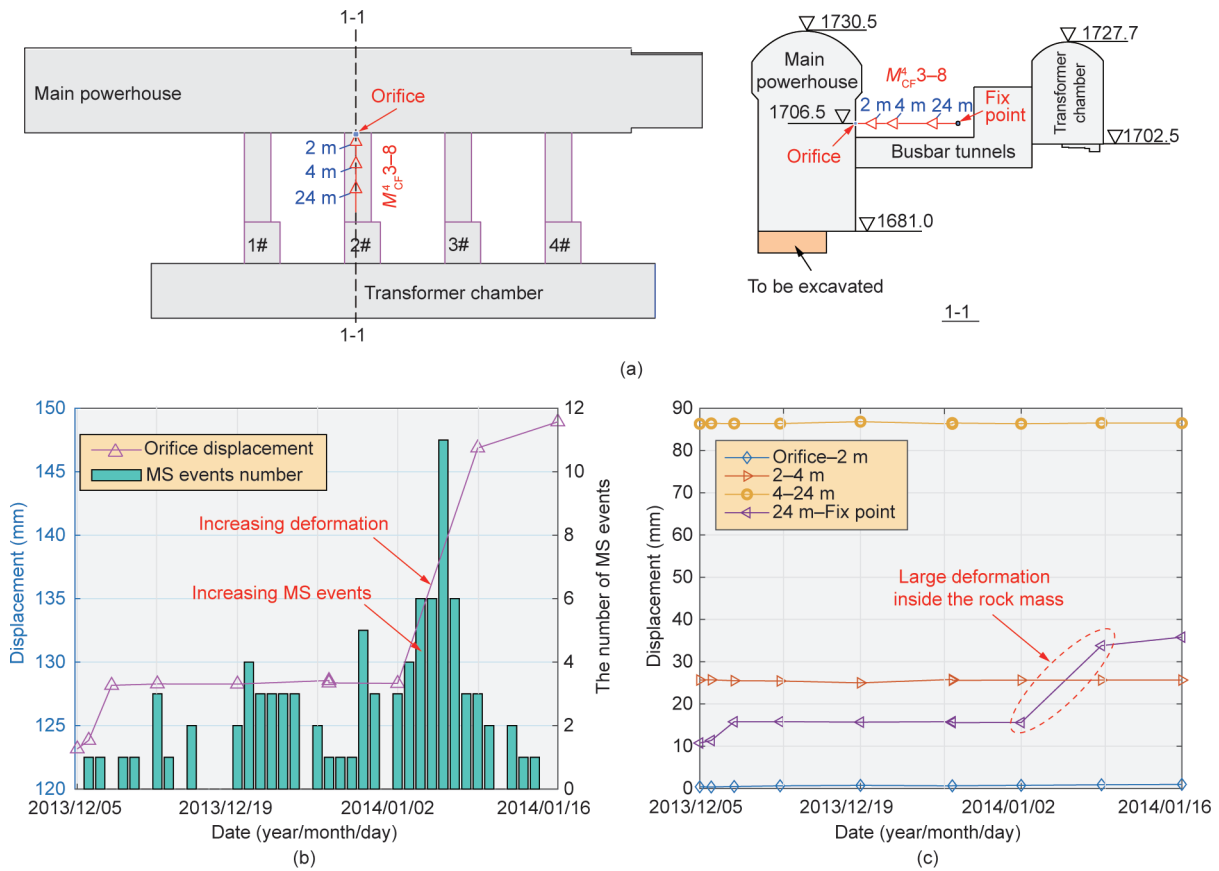 1-1
Main powerhouse
Orifice
2 m
4 m
24 m
M⁴CF3–8
1#
2#
3#
4#
Transformer chamber
1-1
1730.5
1727.7
Main
powerhouse
M⁴CF3–8
2 m 4 m 24 m
Fix
point
1706.5
Orifice
Busbar tunnels
Transformer
chamber
1702.5
1681.0
To be excavated
1-1
(a)
150
145
140
135
130
125
120
Displacement (mm)
Orifice displacement
MS events number
Increasing deformation
Increasing MS events
12
10
8
6
4
2
0
The number of MS events
2013/12/05
2013/12/19
2014/01/02
2014/01/16
Date (year/month/day)
(b)
90
80
70
90
50
40
30
20
10
0
Displacement (mm)
Orifice–2 m
2–4 m
4–24 m
24 m–Fix point
Large deformation
inside the rock mass
2013/12/05
2013/12/19
2014/01/02
2014/01/16
Date (year/month/day)
(c)